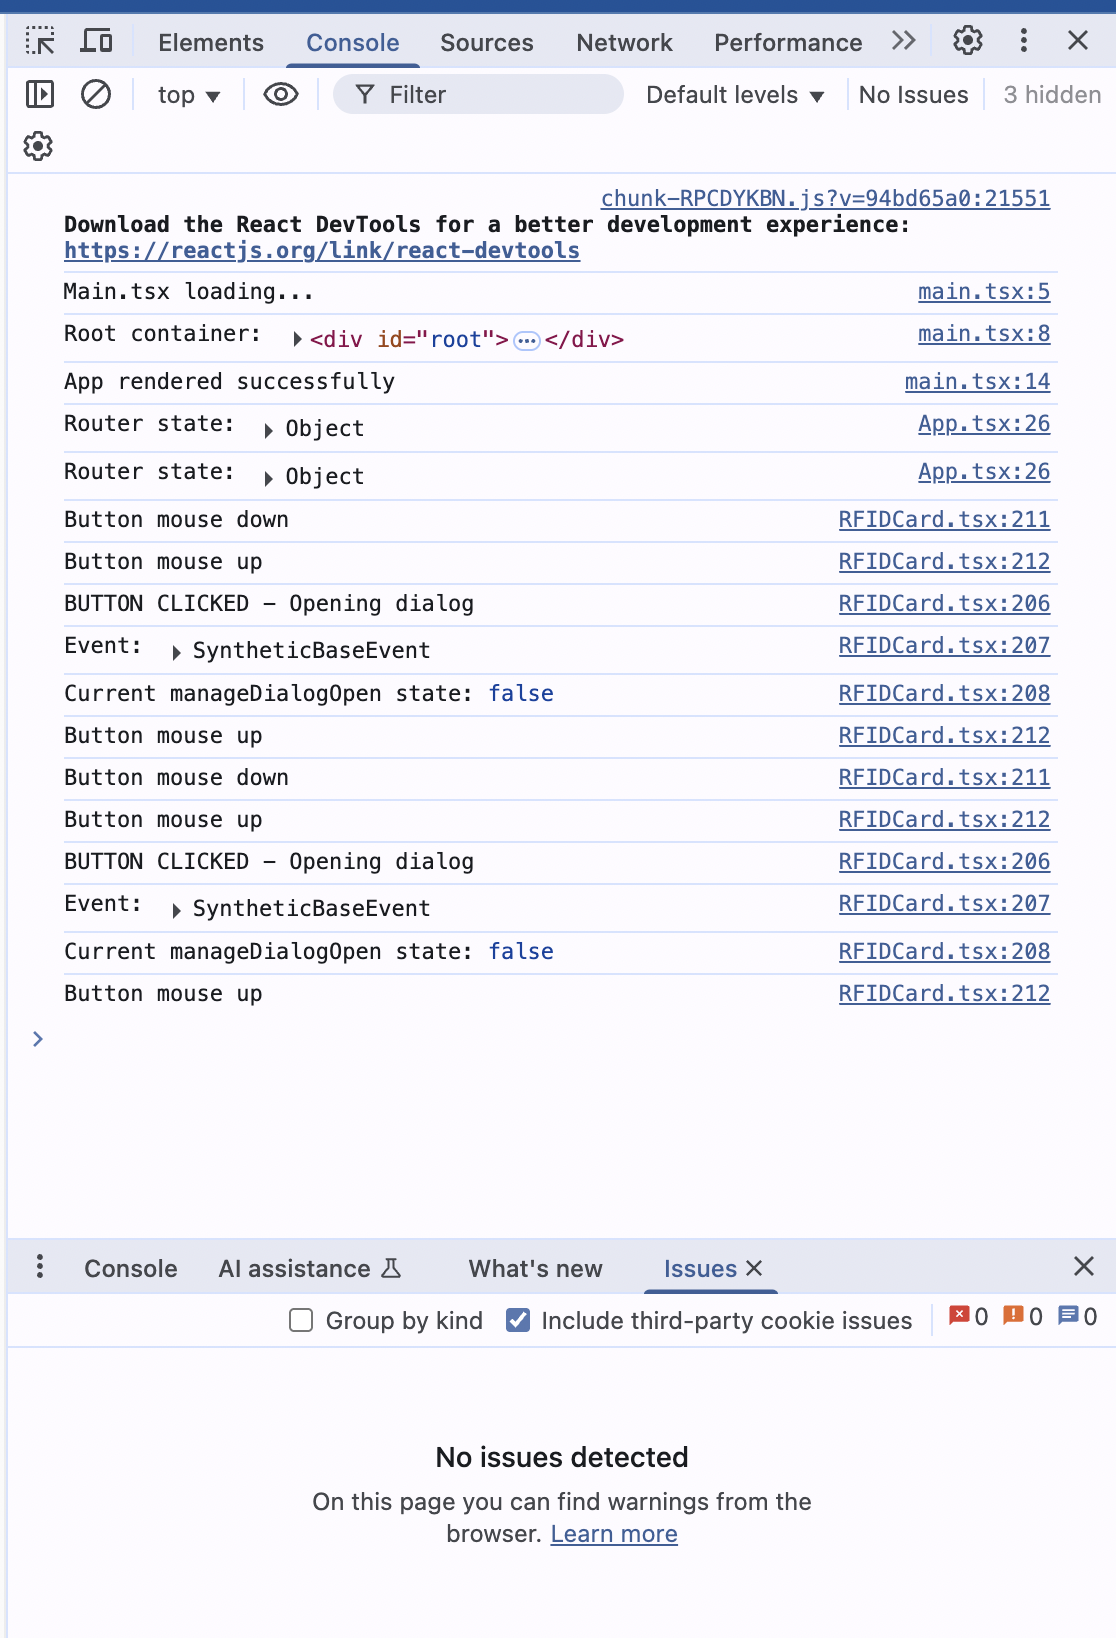 Elements Console Sources Network Performance
top Filter Default levels No Issues 3 hidden
chunk-RPCDYKBN.js?v=94bd65a0:21551
Download the React DevTools for a better development experience:
https://reactjs.org/link/react-devtools
Main.tsx loading... main.tsx:5
Root container: <div id="root">…</div> main.tsx:8
App rendered successfully main.tsx:14
Router state: Object App.tsx:26
Router state: Object App.tsx:26
Button mouse down RFIDCard.tsx:211
Button mouse up RFIDCard.tsx:212
BUTTON CLICKED – Opening dialog RFIDCard.tsx:206
Event: SyntheticBaseEvent RFIDCard.tsx:207
Current manageDialogOpen state: false RFIDCard.tsx:208
Button mouse up RFIDCard.tsx:212
Button mouse down RFIDCard.tsx:211
Button mouse up RFIDCard.tsx:212
BUTTON CLICKED – Opening dialog RFIDCard.tsx:206
Event: SyntheticBaseEvent RFIDCard.tsx:207
Current manageDialogOpen state: false RFIDCard.tsx:208
Button mouse up RFIDCard.tsx:212
Console AI assistance What's new Issues
Group by kind Include third-party cookie issues 0 0 0
No issues detected
On this page you can find warnings from the
browser. Learn more